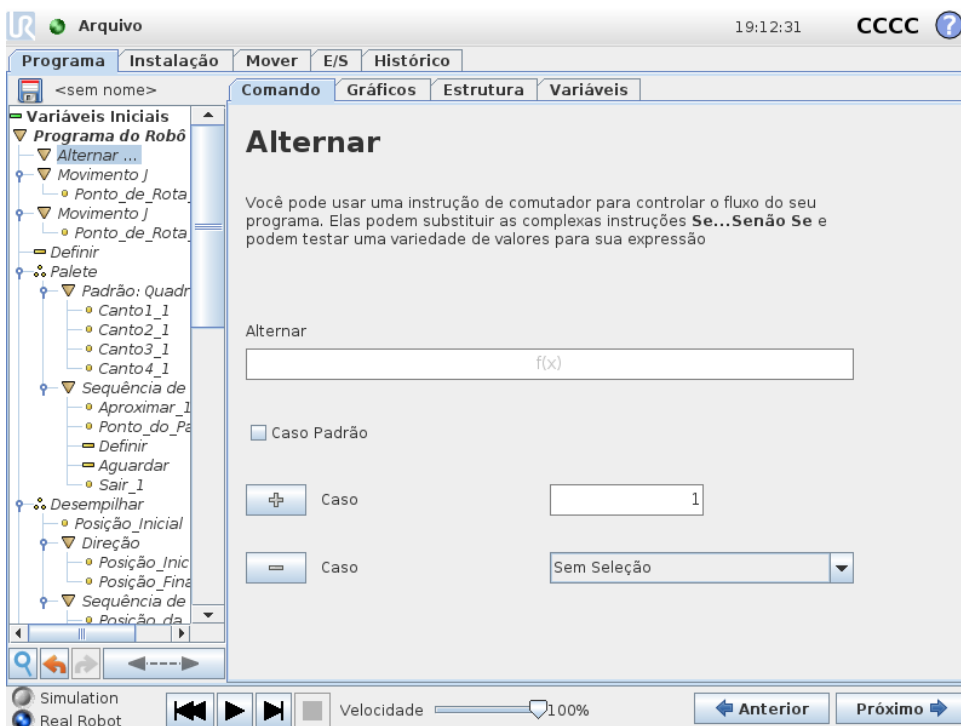 UR Arquivo 19:12:31 CCCC ?
Programa Instalação Mover E/S Histórico
<sem nome>
Variáveis Iniciais
Programa do Robô
Alternar ...
Movimento J
Ponto_de_Rota_
Movimento J
Ponto_de_Rota_
Definir
Palete
Padrão: Quadr
Canto1_1
Canto2_1
Canto3_1
Canto4_1
Sequência de
Aproximar_1
Ponto_do_Pa
Definir
Aguardar
Sair_1
Desempilhar
Posição_Inicial
Direção
Posição_Inic
Posição_Fina
Sequência de
Posição_da_
Comando Gráficos Estrutura Variáveis
Alternar
Você pode usar uma instrução de comutador para controlar o fluxo do seu
programa. Elas podem substituir as complexas instruções Se...Senão Se e
podem testar uma variedade de valores para sua expressão
Alternar
f(x)
Caso Padrão
Caso 1
Caso Sem Seleção
Simulation
Real Robot
Velocidade 100%
Anterior Próximo